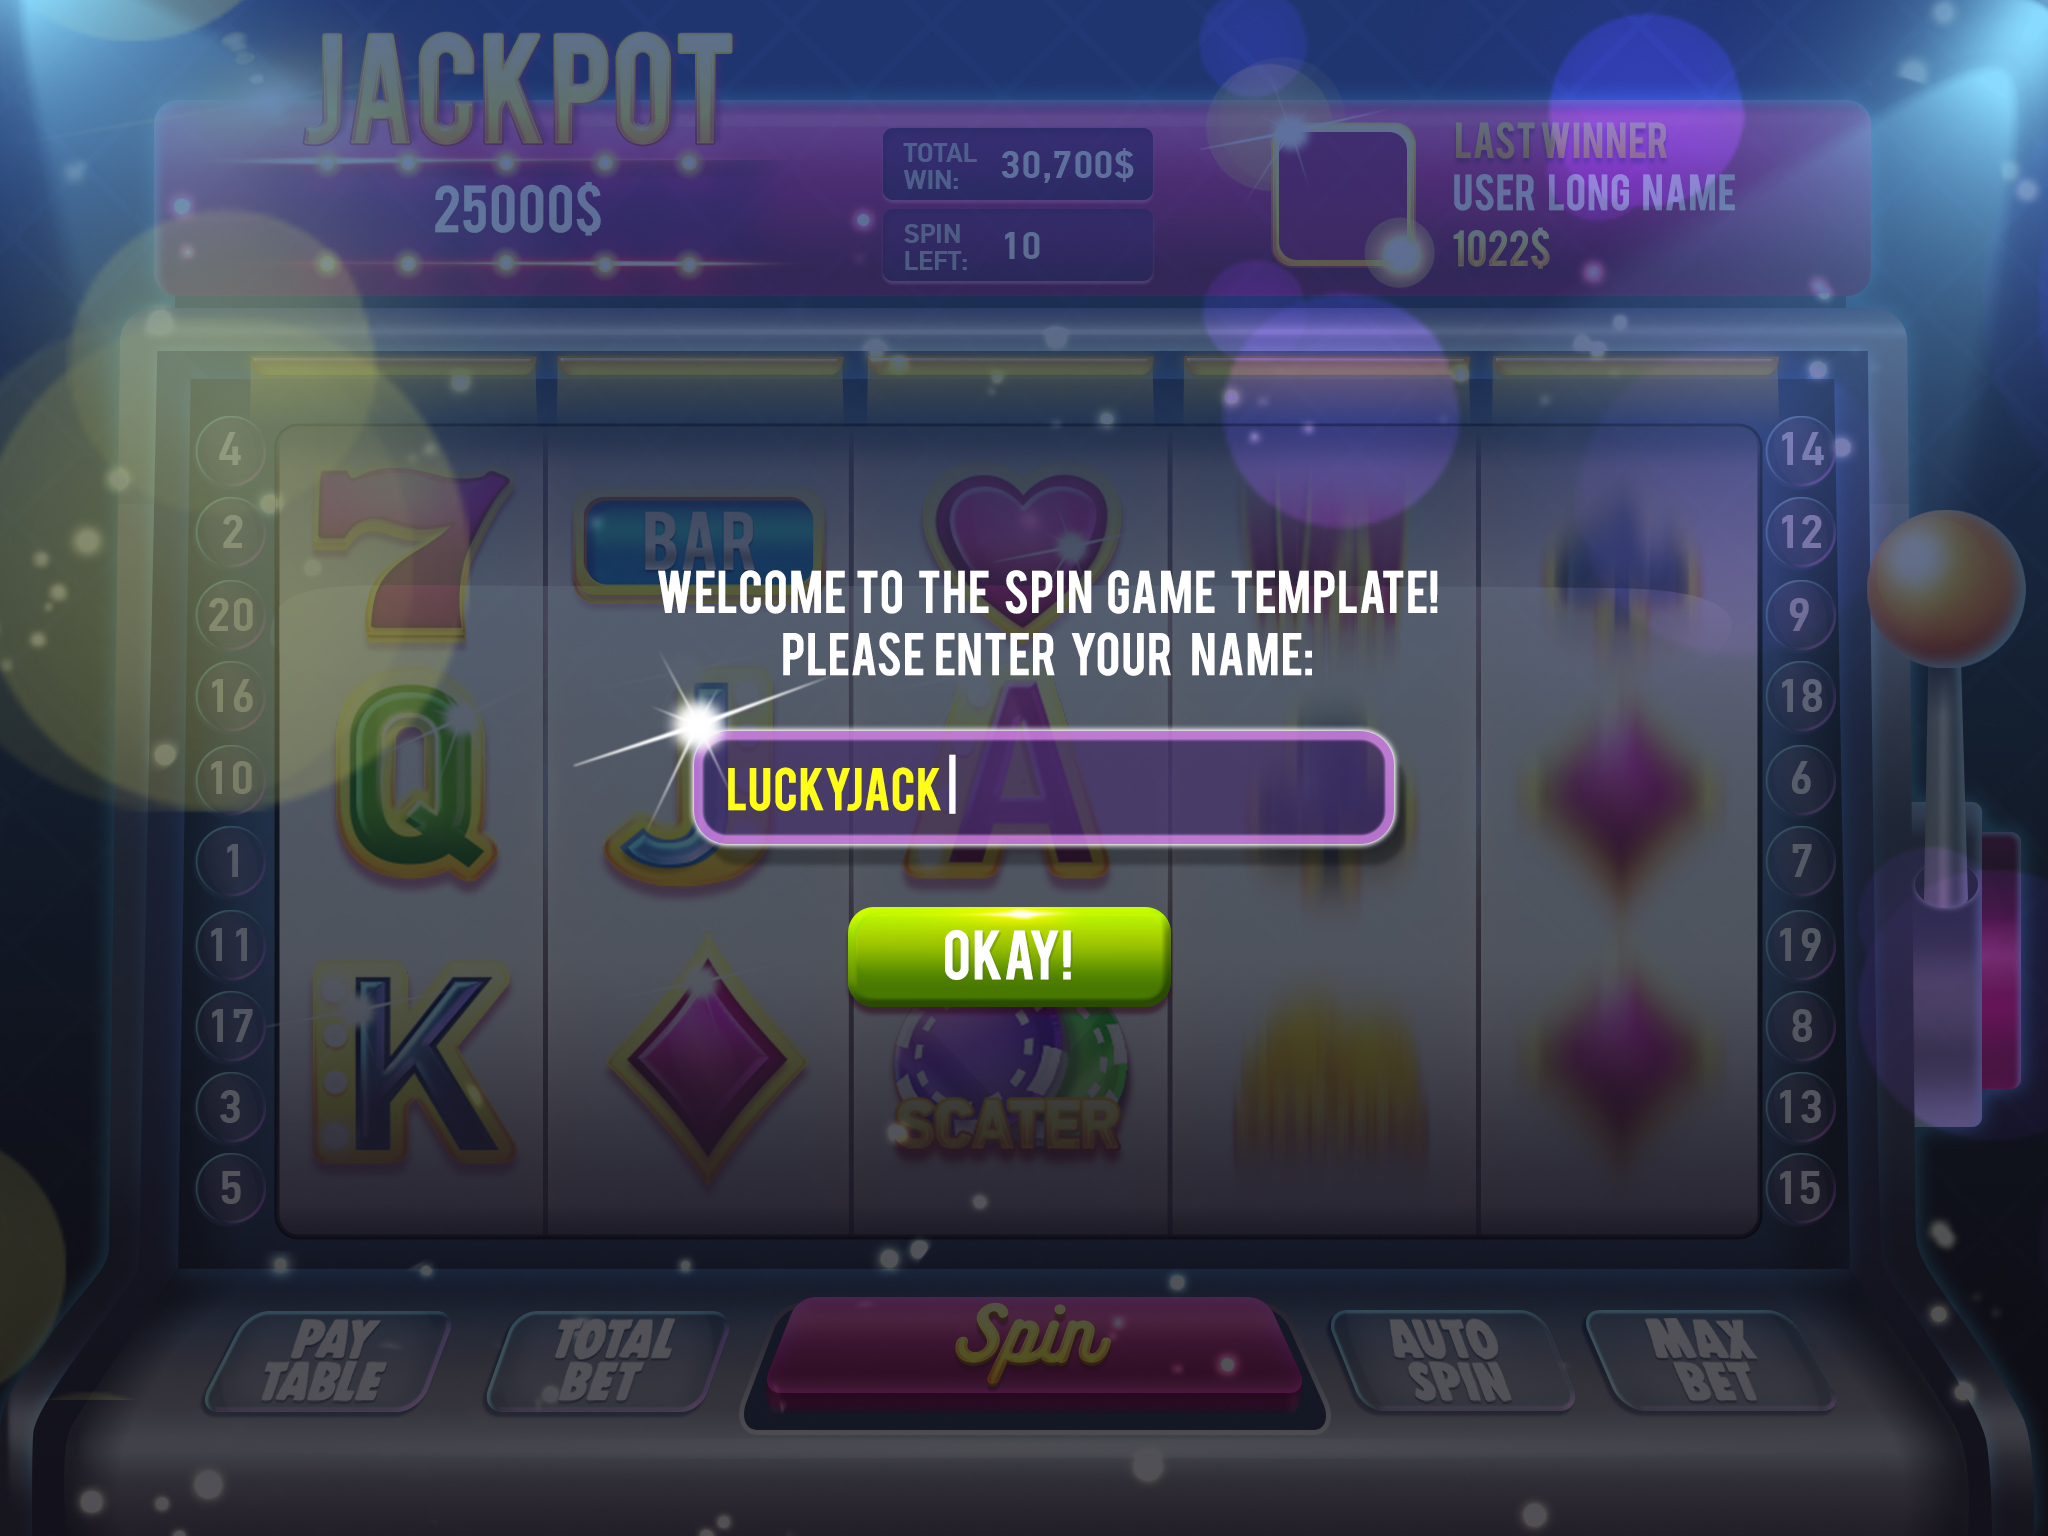 JACKPOT
25000$
TOTAL WIN: 30,700$
SPIN LEFT: 10
LAST WINNER
USER LONG NAME
1022$
4
2
20
16
10
1
11
17
3
5
14
12
9
18
6
7
19
8
13
15
7
BAR
Q
J
A
K
SCATER
WELCOME TO THE SPIN GAME TEMPLATE!
PLEASE ENTER YOUR NAME:
LUCKYJACK
OKAY!
PAY
TABLE
TOTAL
BET
Spin
AUTO
SPIN
MAX
BET